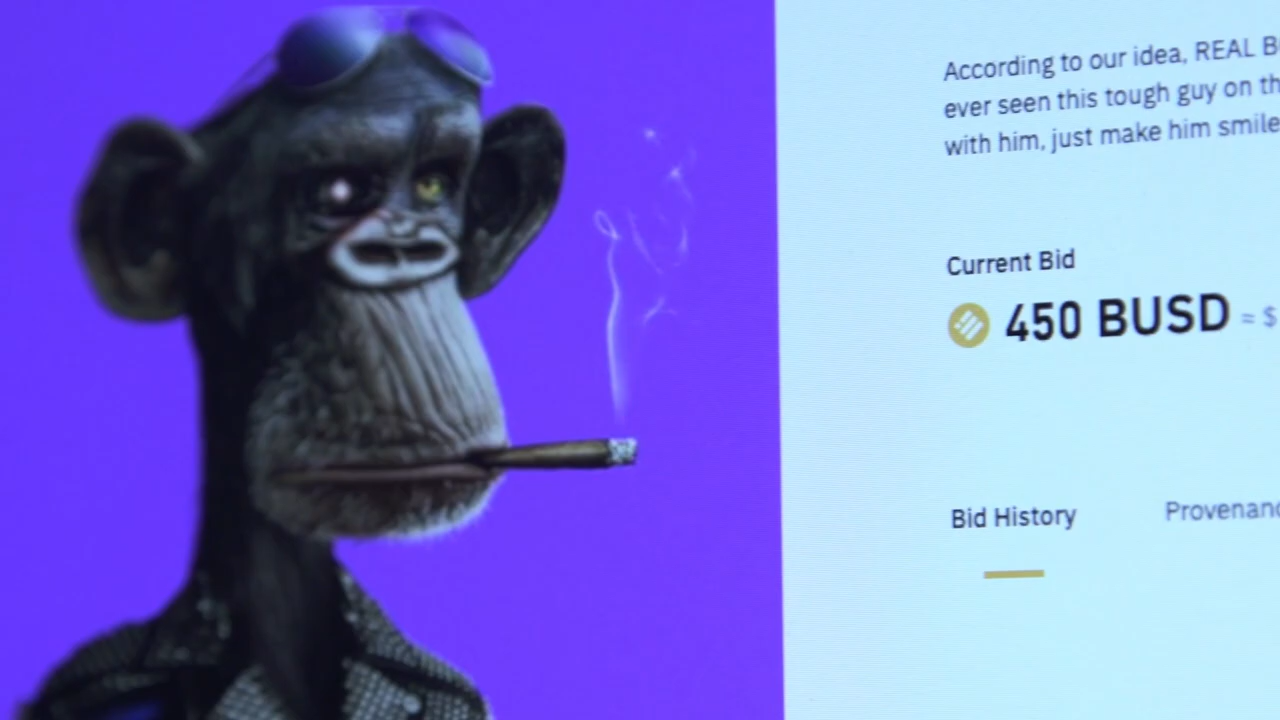 According to our idea, REAL
ever seen this tough guy on
with him, just make him smile
Current Bid
450 BUSD = $
Bid History